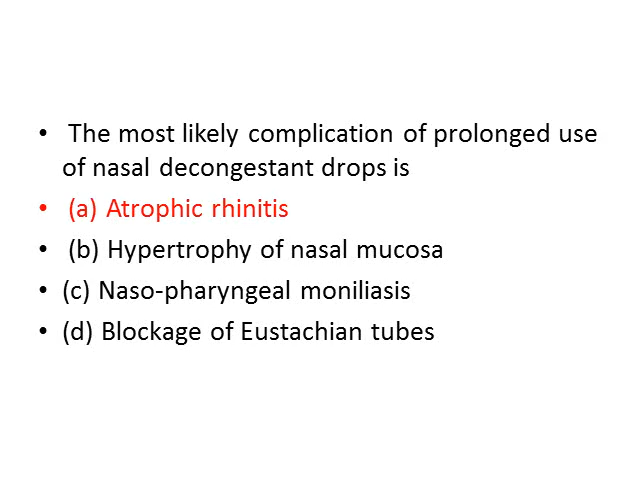 • The most likely complication of prolonged use
of nasal decongestant drops is
• (a) Atrophic rhinitis
• (b) Hypertrophy of nasal mucosa
• (c) Naso-pharyngeal moniliasis
• (d) Blockage of Eustachian tubes